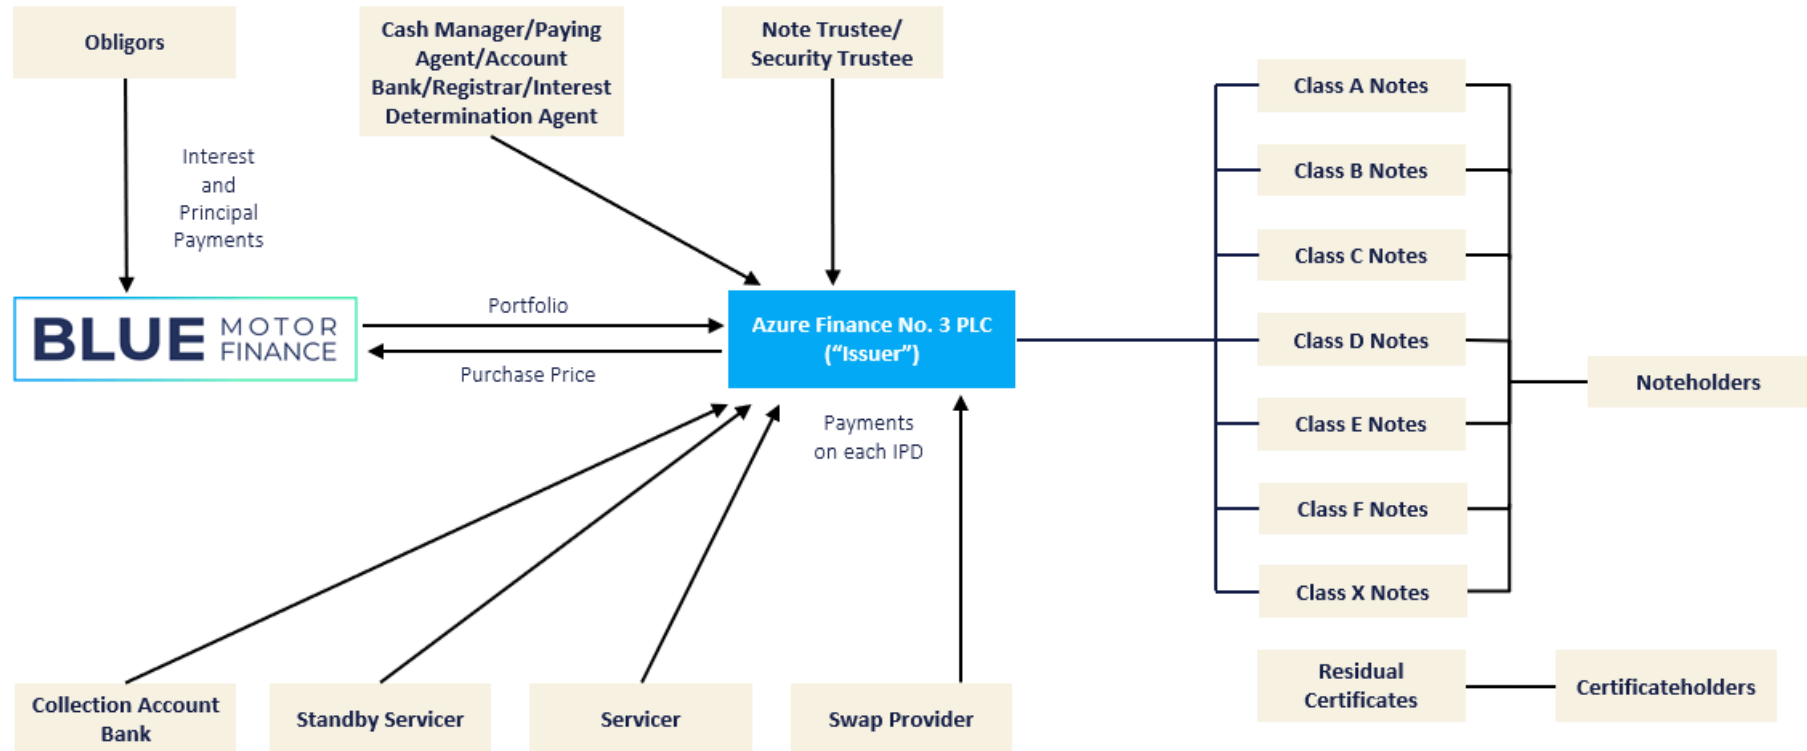 Obligors
Cash Manager/Paying
Agent/Account
Bank/Registrar/Interest
Determination Agent
Note Trustee/
Security Trustee
Interest
and
Principal
Payments
BLUE MOTOR
FINANCE
Portfolio
Purchase Price
Azure Finance No. 3 PLC
(“Issuer”)
Payments
on each IPD
Class A Notes
Class B Notes
Class C Notes
Class D Notes
Class E Notes
Class F Notes
Class X Notes
Noteholders
Residual
Certificates
Certificateholders
Collection Account
Bank
Standby Servicer
Servicer
Swap Provider